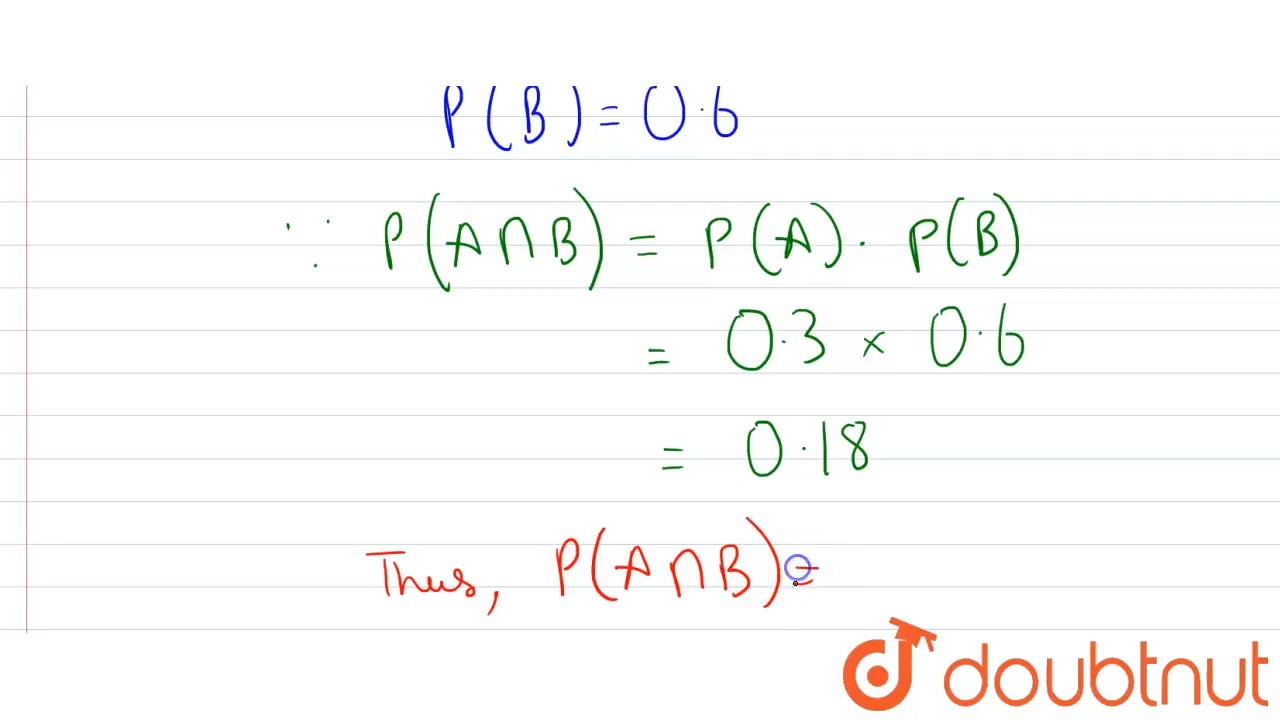 P(B) = 0.6
∵ P(A∩B) = P(A) . P(B)
= 0.3 × 0.6
= 0.18
Thus, P(A∩B) =
doubtnut